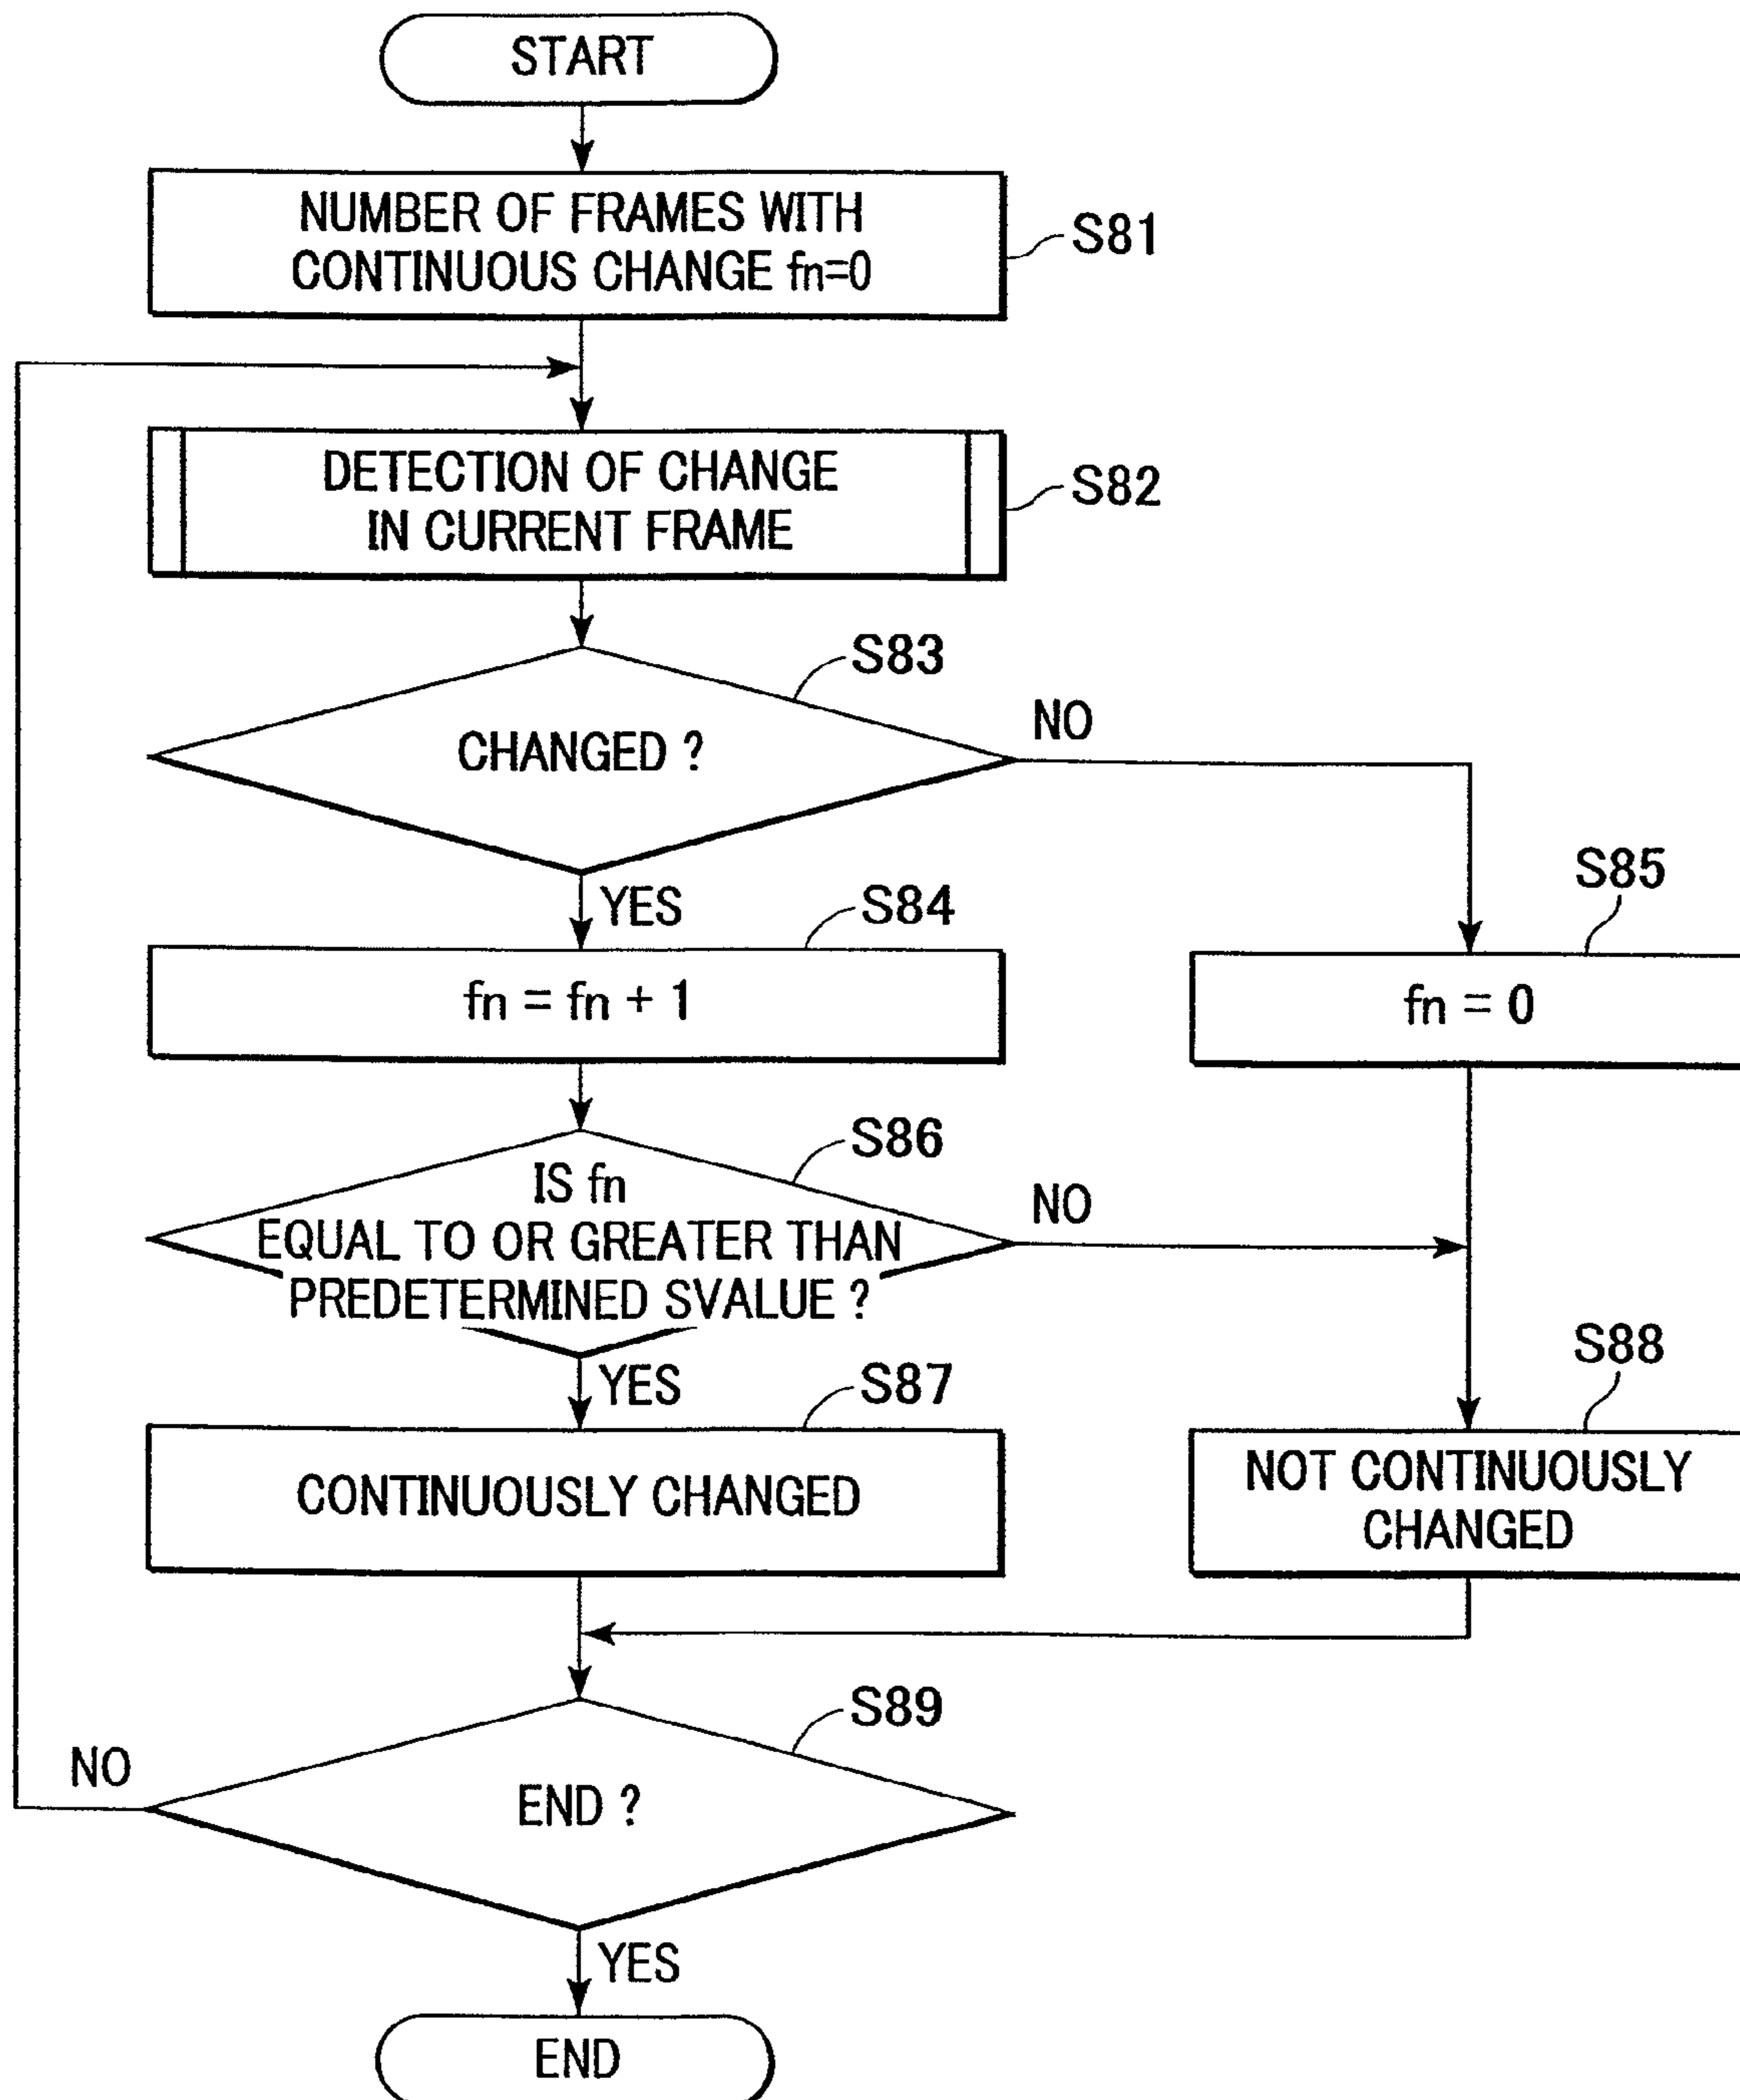 START
NUMBER OF FRAMES WITH
CONTINUOUS CHANGE fn=0
S81
DETECTION OF CHANGE
IN CURRENT FRAME
S82
S83
CHANGED ?
NO
YES
S84
S85
fn = fn + 1
fn = 0
S86
IS fn
EQUAL TO OR GREATER THAN
PREDETERMINED SVALUE ?
NO
YES
S87
S88
CONTINUOUSLY CHANGED
NOT CONTINUOUSLY
CHANGED
S89
NO
END ?
YES
END